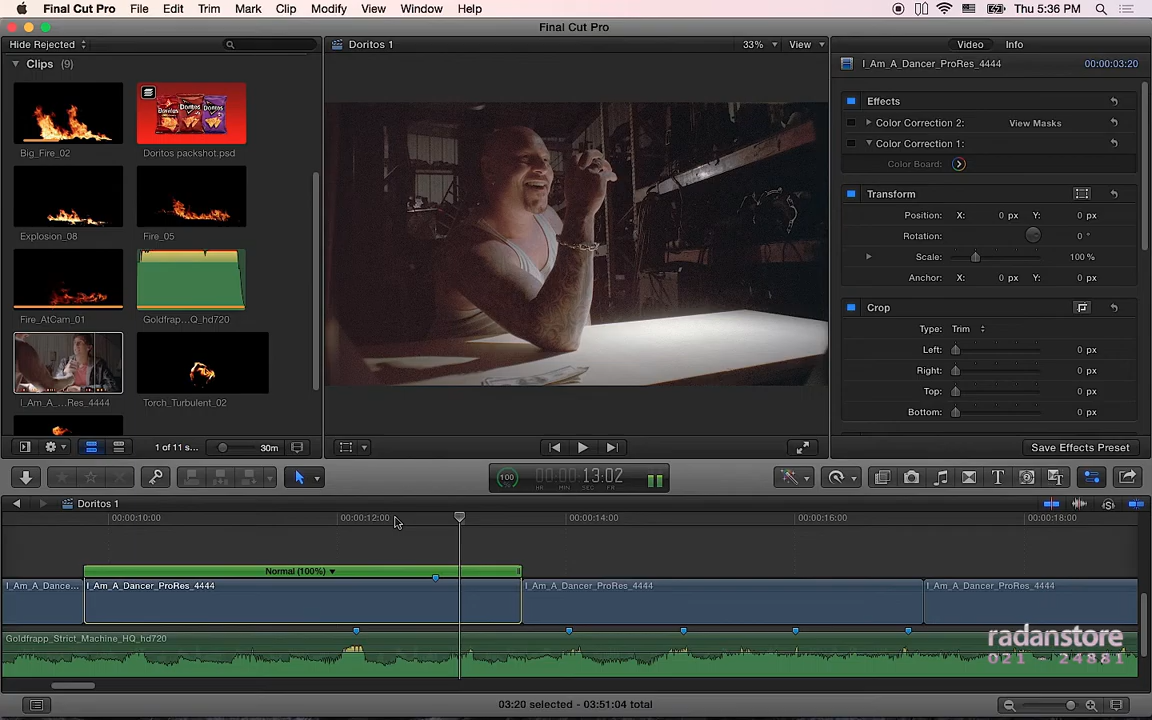 Final Cut Pro File Edit Trim Mark Clip Modify View Window Help Thu 5:36 PM
Final Cut Pro
Hide Rejected Doritos 1 33% View Video Info
Clips (9)
I_Am_A_Dancer_ProRes_4444 00:00:03:20
Effects
Color Correction 2: View Masks
Color Correction 1:
Color Board:
Big_Fire_02 Doritos packshot.psd
Transform
Position: X: 0 px Y: 0 px
Rotation: 0 °
Explosion_08 Fire_05
Scale: 100 %
Anchor: X: 0 px Y: 0 px
Crop
Fire_AtCam_01 Goldfrap...Q_hd720
Type: Trim
Left: 0 px
Right: 0 px
Top: 0 px
I_Am_A_...Res_4444 Torch_Turbulent_02
Bottom: 0 px
1 of 11 s... 30m Save Effects Preset
100 00:00:13:02
HR MIN SEC FR
Doritos 1
00:00:10:00 00:00:12:00 00:00:14:00 00:00:16:00 00:00:18:00
Normal (100%)
I_Am_A_Dance... I_Am_A_Dancer_ProRes_4444 I_Am_A_Dancer_ProRes_4444 I_Am_A_Dancer_ProRes_4444
Goldfrapp_Strict_Machine_HQ_hd720
radanstore
021 - 24881
03:20 selected - 03:51:04 total